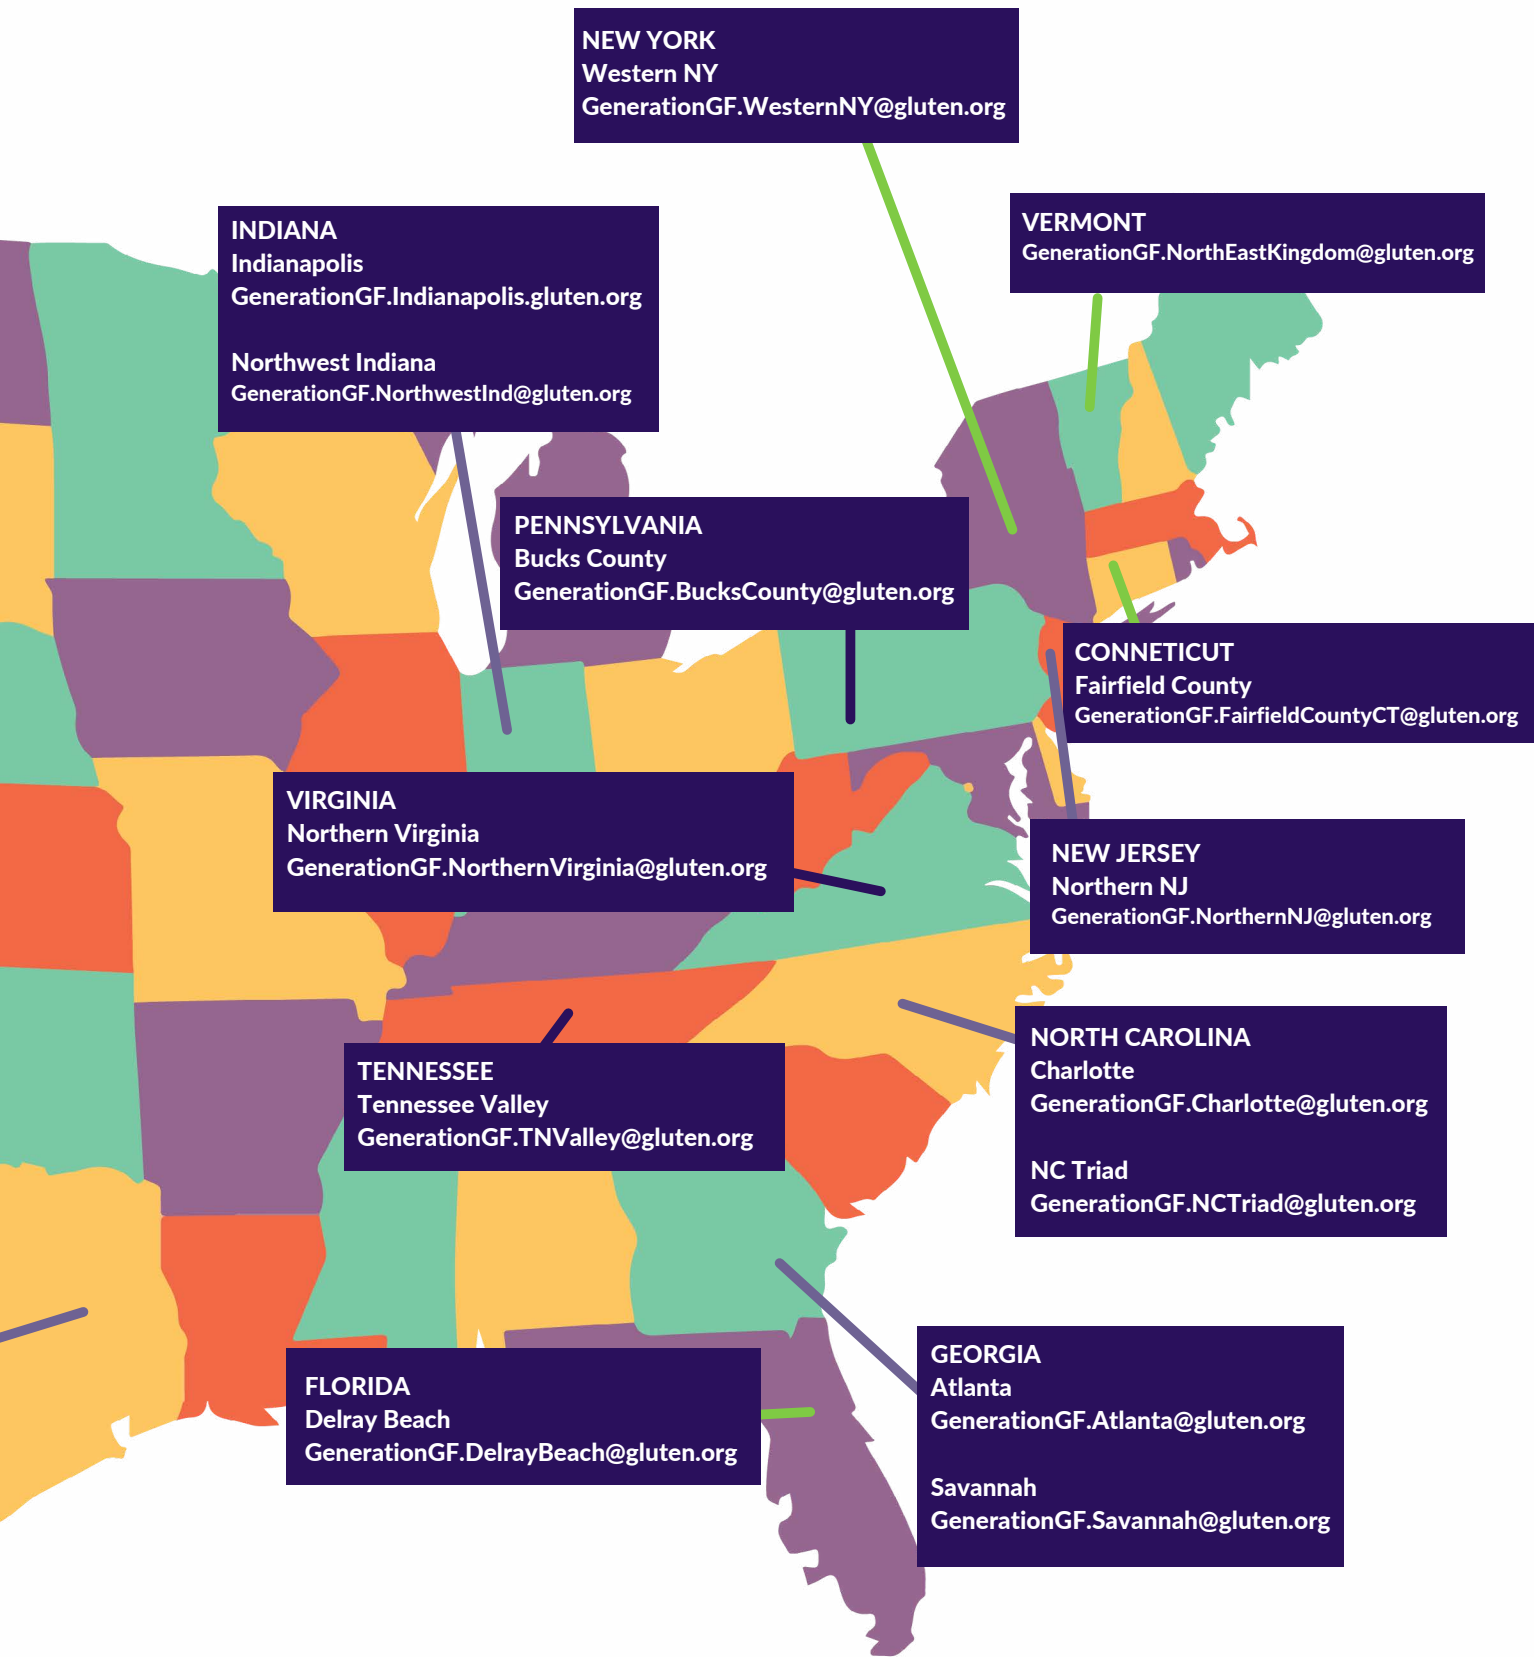 NEW YORK
Western NY
GenerationGF.WesternNY@gluten.org
VERMONT
GenerationGF.NorthEastKingdom@gluten.org
INDIANA
Indianapolis
GenerationGF.Indianapolis.gluten.org
Northwest Indiana
GenerationGF.NorthwestInd@gluten.org
PENNSYLVANIA
Bucks County
GenerationGF.BucksCounty@gluten.org
CONNETICUT
Fairfield County
GenerationGF.FairfieldCountyCT@gluten.org
VIRGINIA
Northern Virginia
GenerationGF.NorthernVirginia@gluten.org
NEW JERSEY
Northern NJ
GenerationGF.NorthernNJ@gluten.org
NORTH CAROLINA
Charlotte
GenerationGF.Charlotte@gluten.org
NC Triad
GenerationGF.NCTriad@gluten.org
TENNESSEE
Tennessee Valley
GenerationGF.TNValley@gluten.org
GEORGIA
Atlanta
GenerationGF.Atlanta@gluten.org
Savannah
GenerationGF.Savannah@gluten.org
FLORIDA
Delray Beach
GenerationGF.DelrayBeach@gluten.org